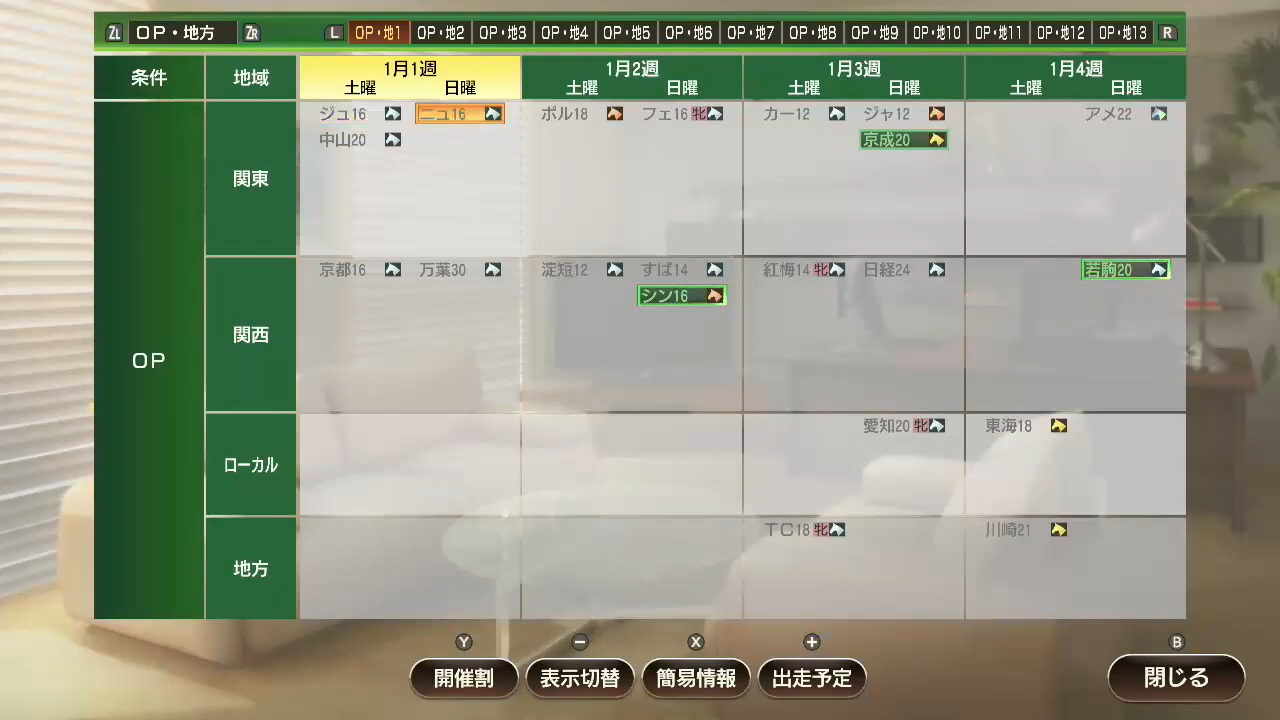 ZL OP・地方 ZR L OP・地1 OP・地2 OP・地3 OP・地4 OP・地5 OP・地6 OP・地7 OP・地8 OP・地9 OP・地10 OP・地11 OP・地12 OP・地13 R
条件 地域 1月1週 1月2週 1月3週 1月4週
土曜 日曜 土曜 日曜 土曜 日曜 土曜 日曜
ジュ16 ニュ16 ポル18 フェ16 牝 カー12 ジャ12 アメ22
中山20 京成20
関東
京都16 万葉30 淀短12 すば14 紅梅14 牝 日経24 若駒20
シン16
関西
OP
愛知20 牝 東海18
ローカル
TC18 牝 川崎21
地方
Y − X + B
開催割 表示切替 簡易情報 出走予定 閉じる